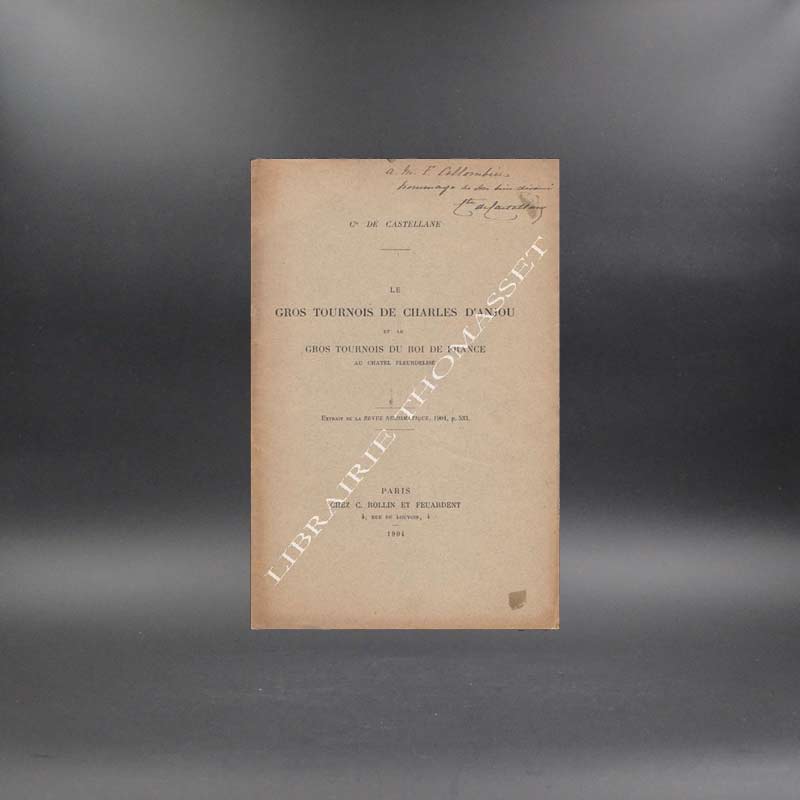 a M. F. Collombier
hommage de son bien dévoué
Cte de Castellane
Cte DE CASTELLANE
LE
GROS TOURNOIS DE CHARLES D'ANJOU
ET LE
GROS TOURNOIS DU ROI DE FRANCE
AU CHATEL FLEURDELISÉ
EXTRAIT DE LA REVUE NUMISMATIQUE, 1904, p.
PARIS
CHEZ C. ROLLIN ET FEUARDENT
4, RUE DE LOUVOIS, 4
1904
LIBRAIRIE THOMASSET